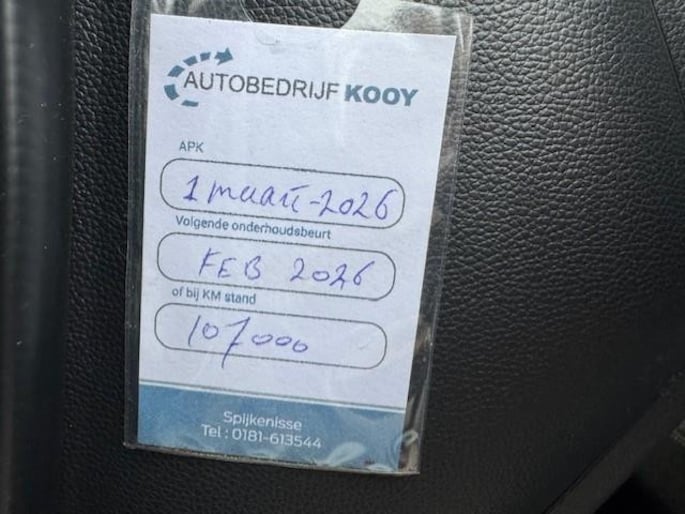 AUTOBEDRIJF KOOY
APK
1 maart-2026
Volgende onderhoudsbeurt
FEB 2026
of bij KM stand
107000
Spijkenisse
Tel : 0181-613544